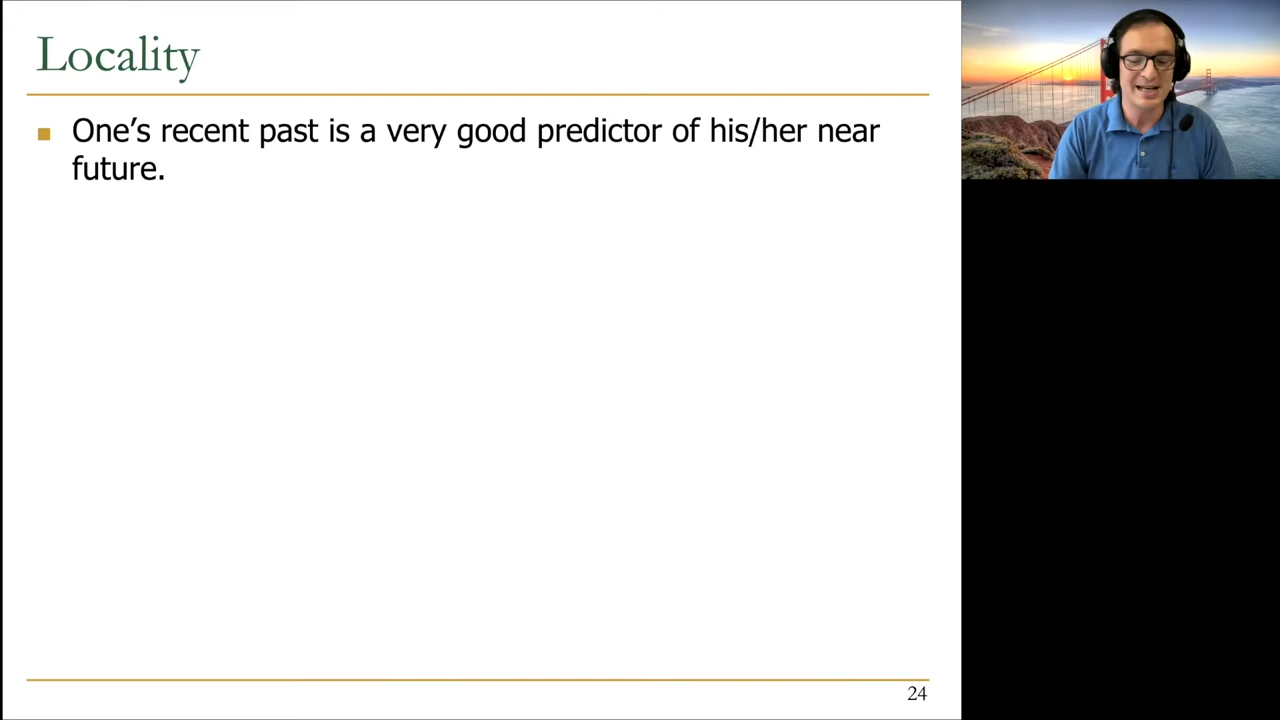 Locality
One’s recent past is a very good predictor of his/her near
future.
24